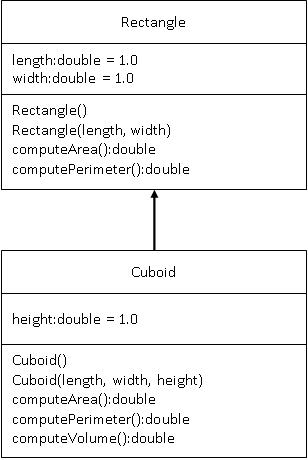 Rectangle
length:double = 1.0
width:double = 1.0
Rectangle()
Rectangle(length, width)
computeArea():double
computePerimeter():double
Cuboid
height:double = 1.0
Cuboid()
Cuboid(length, width, height)
computeArea():double
computePerimeter():double
computeVolume():double